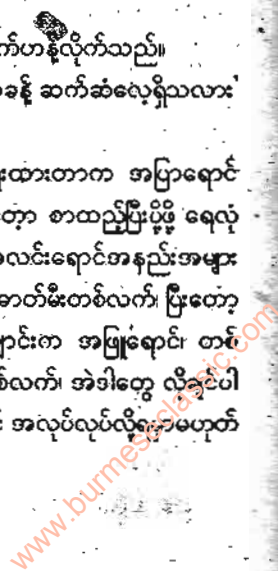 က်ဟန့်လိုက်သည်။
ခန့် ဆက်ဆံလေ့ရှိသလား
းထားတာက အပြာရောင်
တော့ စာထည့်ပြီးပို့ဖို့ ရေလုံ
လင်းရောင်အနည်းအများ
ဓာတ်မီးတစ်လက်၊ ပြီးတော့
ျောင်းက အဖြူရောင်၊ တစ်
စ်လက်၊ အဲဒါတွေ လိုချင်ပါ
အလုပ်လုပ်လို့ မဟုတ်
www.burmeseclassic.com